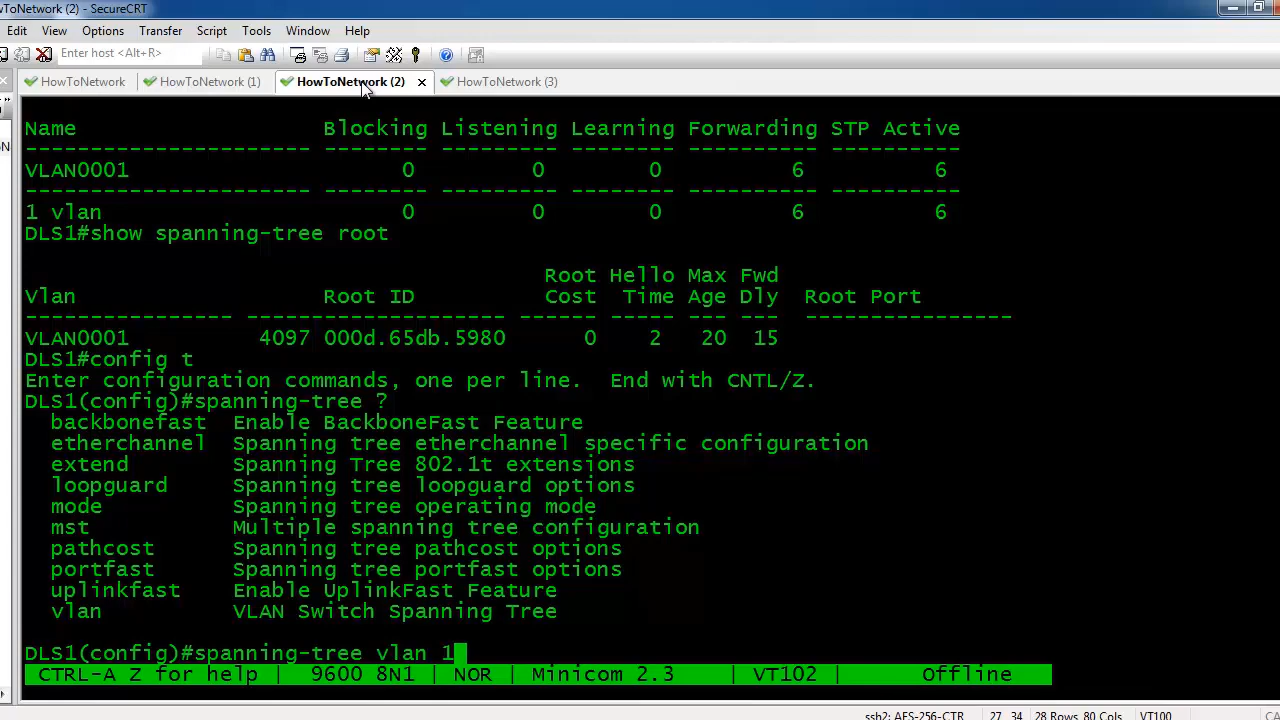 wToNetwork (2) - SecureCRT
Edit View Options Transfer Script Tools Window Help
Enter host <Alt+R>
HowToNetwork HowToNetwork (1) HowToNetwork (2) x HowToNetwork (3)
Name Blocking Listening Learning Forwarding STP Active
---------------------- -------- --------- -------- ---------- ----------
VLAN0001 0 0 0 6 6
---------------------- -------- --------- -------- ---------- ----------
1 vlan 0 0 0 6 6
DLS1#show spanning-tree root
Root Hello Max Fwd
Vlan Root ID Cost Time Age Dly Root Port
---------------- -------------------- ------ ----- --- --- ----------------
VLAN0001 4097 000d.65db.5980 0 2 20 15
DLS1#config t
Enter configuration commands, one per line. End with CNTL/Z.
DLS1(config)#spanning-tree ?
backbonefast Enable BackboneFast Feature
etherchannel Spanning tree etherchannel specific configuration
extend Spanning Tree 802.1t extensions
loopguard Spanning tree loopguard options
mode Spanning tree operating mode
mst Multiple spanning tree configuration
pathcost Spanning tree pathcost options
portfast Spanning tree portfast options
uplinkfast Enable UplinkFast Feature
vlan VLAN Switch Spanning Tree
DLS1(config)#spanning-tree vlan 1
CTRL-A Z for help | 9600 8N1 | NOR | Minicom 2.3 | VT102 | Offline
ssh2: AES-256-CTR 27, 34 28 Rows, 80 Cols VT100 CA